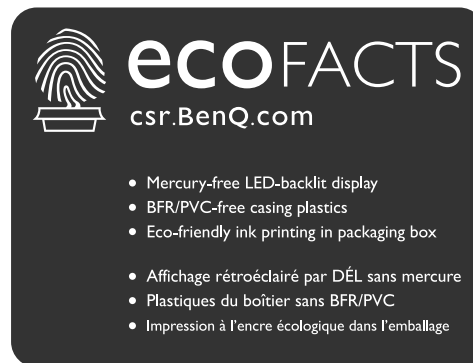 ecoFACTS
csr.BenQ.com
• Mercury-free LED-backlit display
• BFR/PVC-free casing plastics
• Eco-friendly ink printing in packaging box
• Affichage rétroéclairé par DÉL sans mercure
• Plastiques du boîtier sans BFR/PVC
• Impression à l'encre écologique dans l'emballage